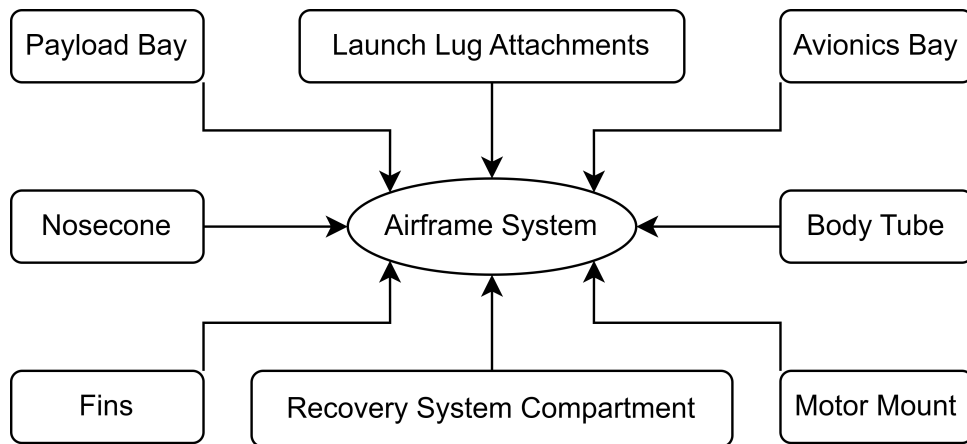 Payload Bay
Launch Lug Attachments
Avionics Bay
Nosecone
Airframe System
Body Tube
Fins
Recovery System Compartment
Motor Mount